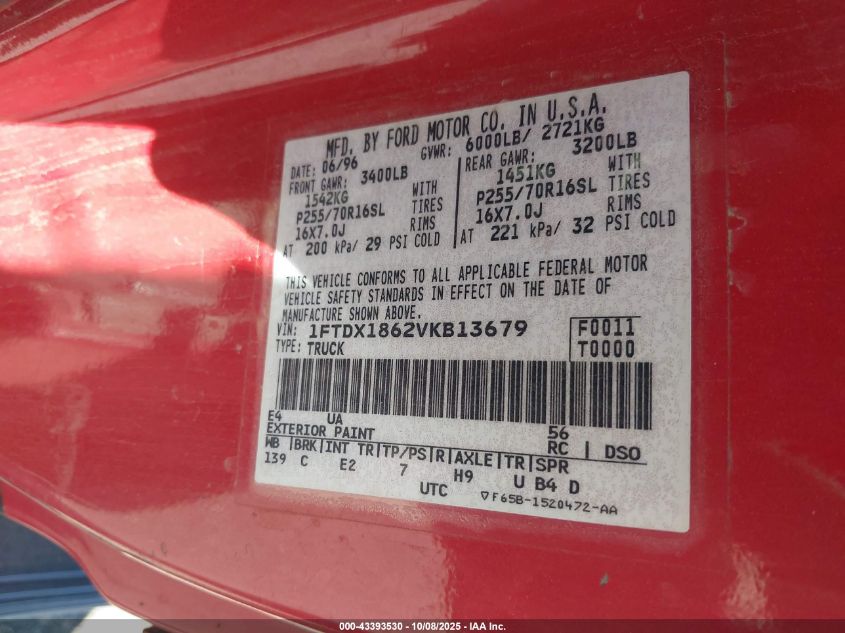 MFD. BY FORD MOTOR CO. IN U.S.A.
DATE: 06/96 GVWR: 6000LB/ 2721KG
FRONT GAWR: 3400LB REAR GAWR: 3200LB
1542KG WITH 1451KG WITH
P255/70R16SL TIRES P255/70R16SL TIRES
16X7.0J RIMS 16X7.0J RIMS
AT 200 kPa/ 29 PSI COLD AT 221 kPa/ 32 PSI COLD
THIS VEHICLE CONFORMS TO ALL APPLICABLE FEDERAL MOTOR
VEHICLE SAFETY STANDARDS IN EFFECT ON THE DATE OF
MANUFACTURE SHOWN ABOVE.
VIN: 1FTDX1862VKB13679 F0011
TYPE: TRUCK T0000
E4 UA 56
EXTERIOR PAINT RC DSO
WB BRK INT TR TP/PS R AXLE TR SPR
139 C E2 7 H9 U B4 D
UTC ▽F65B-1520472-AA
000-43393530 - 10/08/2025 - IAA Inc.